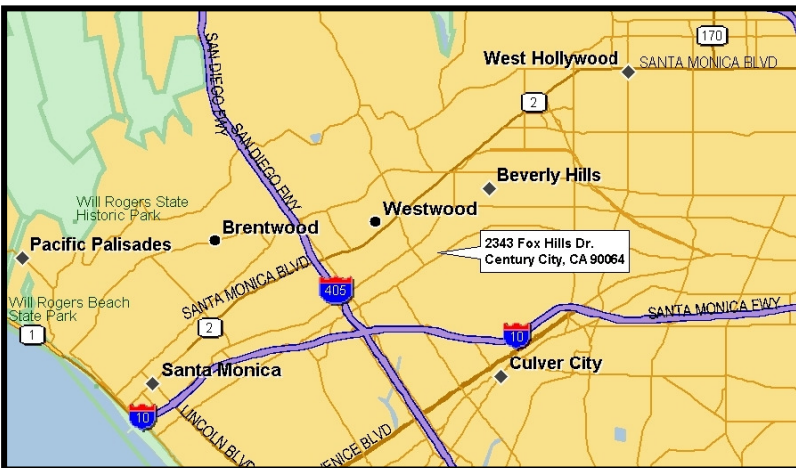 170
West Hollywood
SANTA MONICA BLVD
SAN DIEGO FWY
2
SAN DIEGO FWY
Beverly Hills
Will Rogers State
Historic Park
Westwood
Brentwood
Pacific Palisades
2343 Fox Hills Dr.
Century City, CA 90064
SANTA MONICA BLVD
405
Will Rogers Beach
State Park
SANTA MONICA FWY
1
2
10
Santa Monica
Culver City
10
LINCOLN BLVD
ENICE BLVD